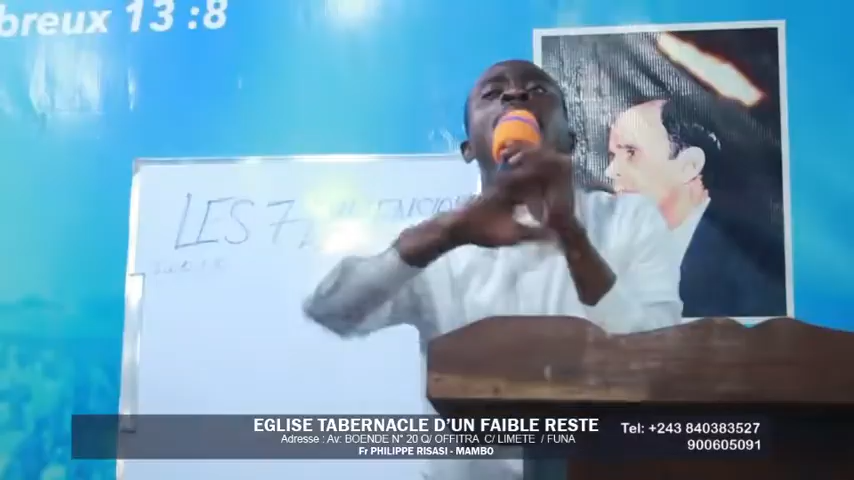 breux 13 :8
LES 7 DIMENSIONS
EGLISE TABERNACLE D'UN FAIBLE RESTE
Adresse : Av: BOENDE N° 20 Q/ OFFITRA C/ LIMETE / FUNA
Fr PHILIPPE RISASI - MAMBO
Tel: +243 840383527
900605091